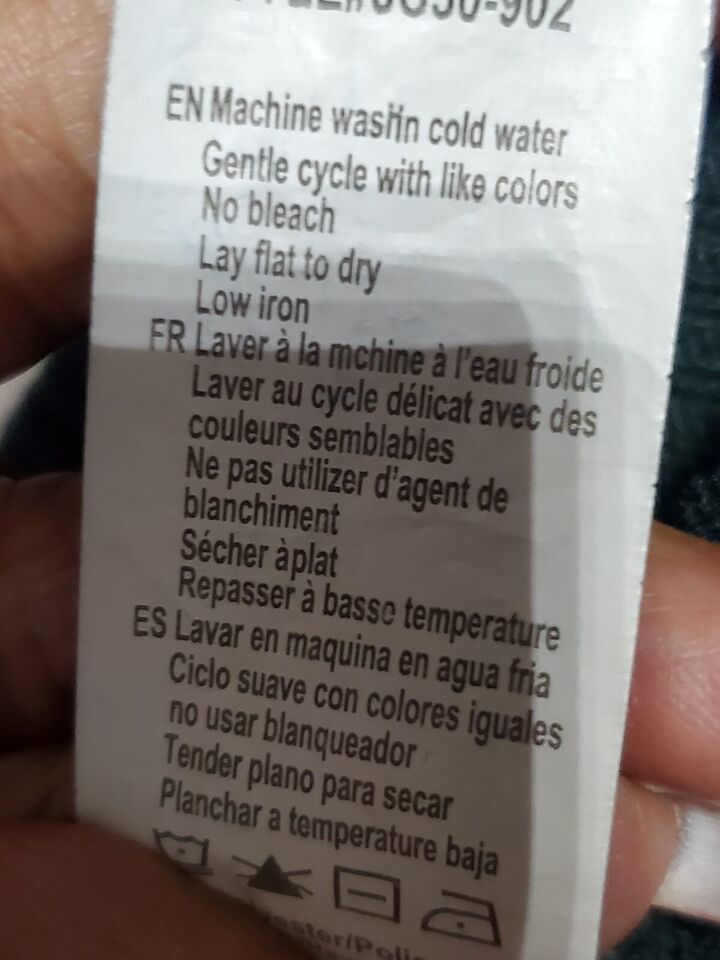 EN Machine washin cold water
Gentle cycle with like colors
No bleach
Lay flat to dry
Low iron
FR Laver à la mchine à l'eau froide
Laver au cycle délicat avec des
couleurs semblables
Ne pas utilizer d'agent de
blanchiment
Sécher àplat
Repasser à basse temperature
ES Lavar en maquina en agua fria
Ciclo suave con colores iguales
no usar blanqueador
Tender plano para secar
Planchar a temperature baja